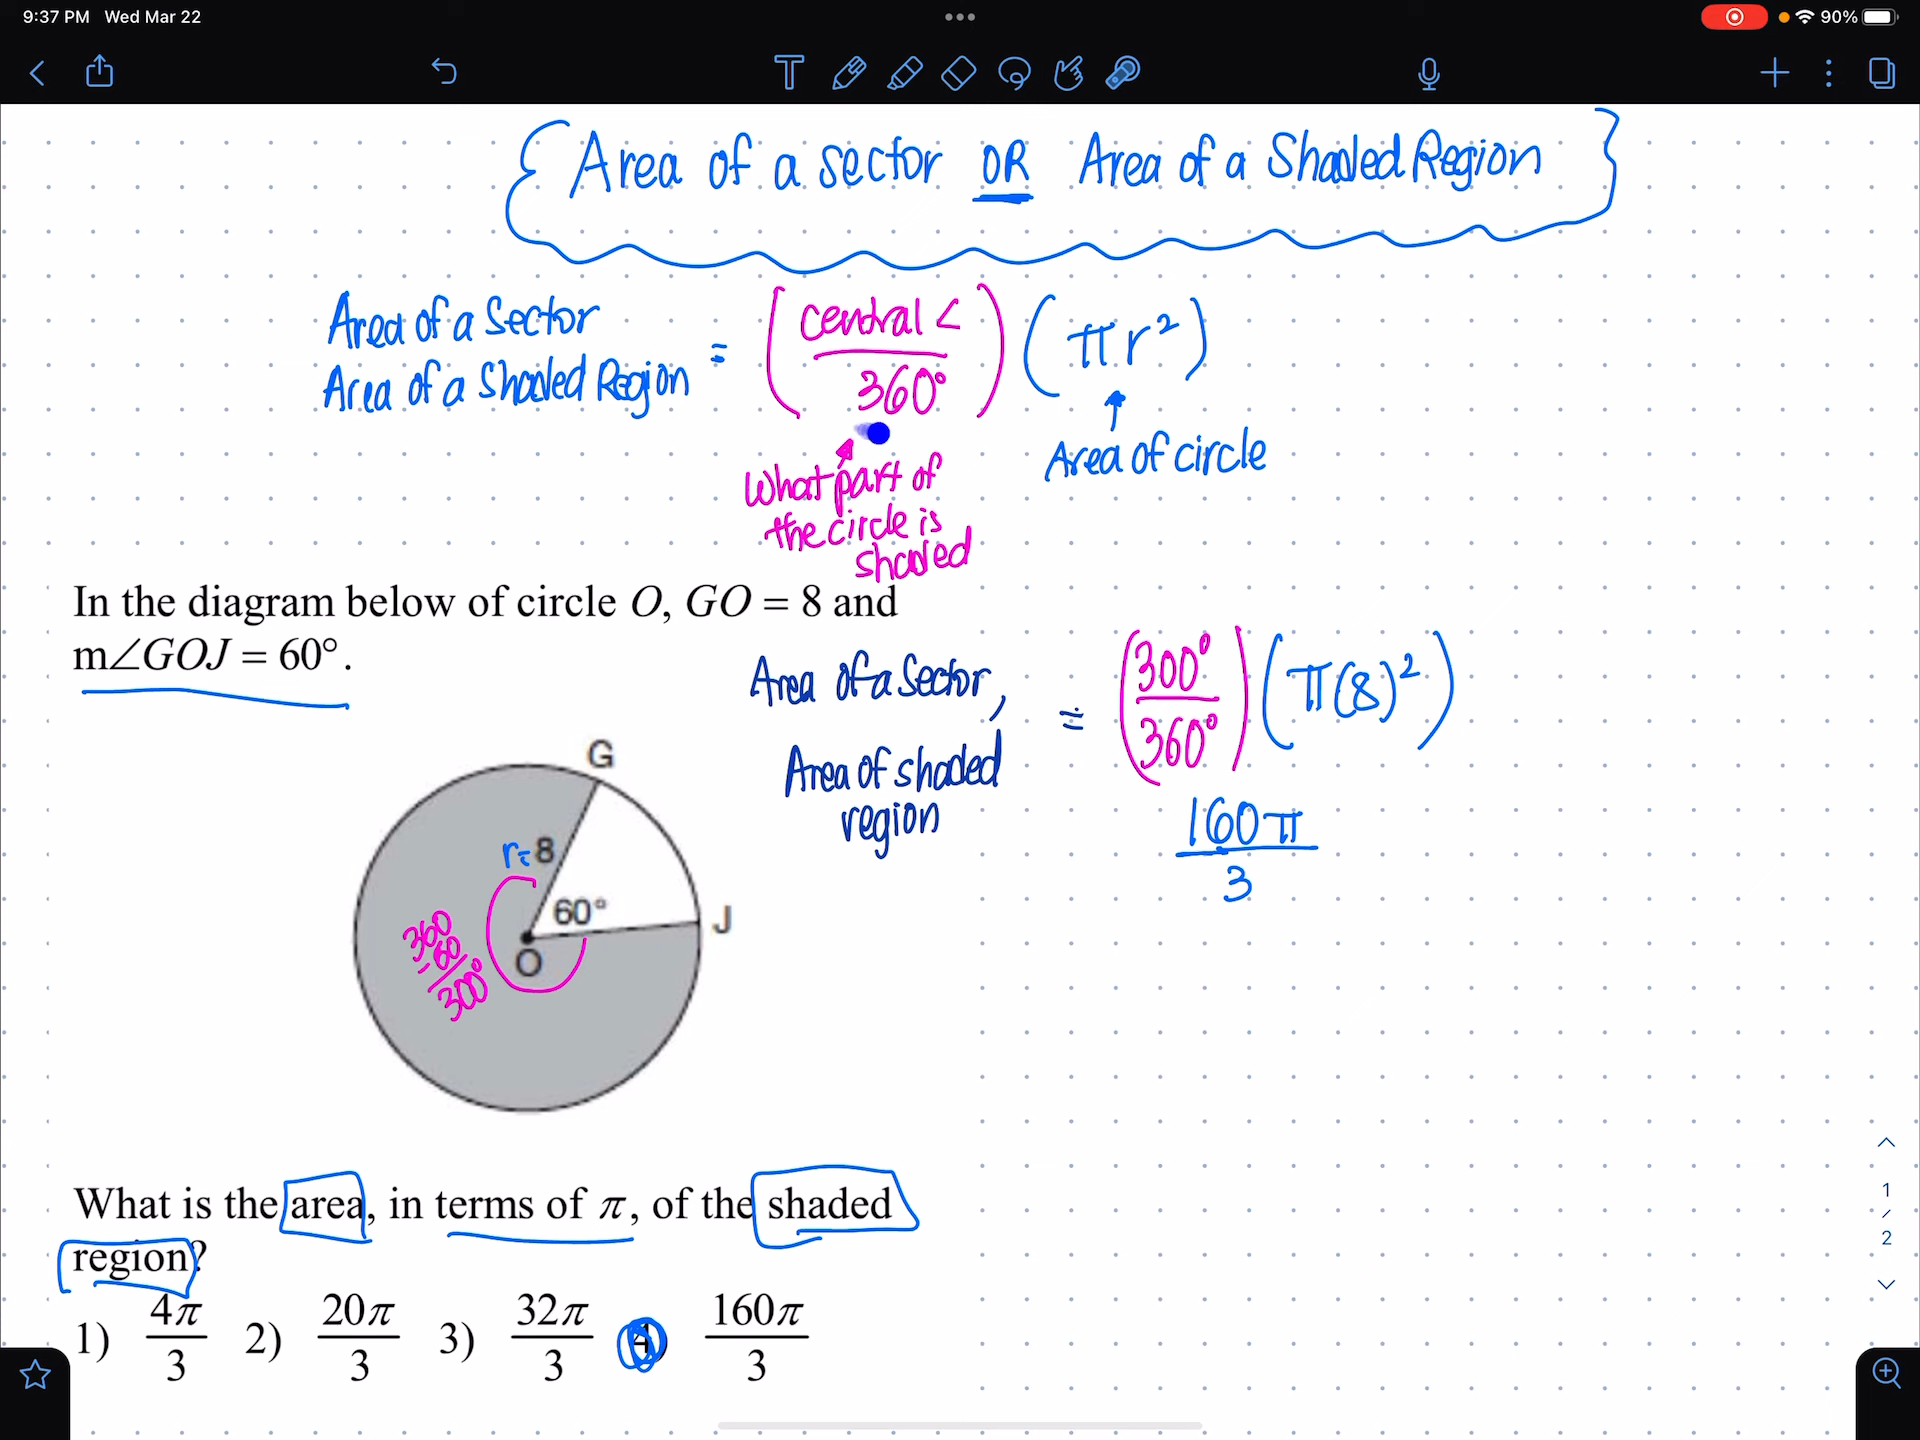 9:37 PM Wed Mar 22
90%
Area of a sector OR Area of a Shaded Region
Area of a Sector
Area of a Shaded Region
= (central < / 360°) (πr²)
What part of
the circle is
shaded
Area of circle
In the diagram below of circle O, GO = 8 and
m∠GOJ = 60°.
Area of a Sector,
Area of shaded
region
= (300° / 360°) (π(8)²)
160π
3
G
r = 8
60°
J
O
360
- 60
300°
What is the area, in terms of π, of the shaded
region?
1) 4π/3 2) 20π/3 3) 32π/3 4) 160π/3
1
/
2